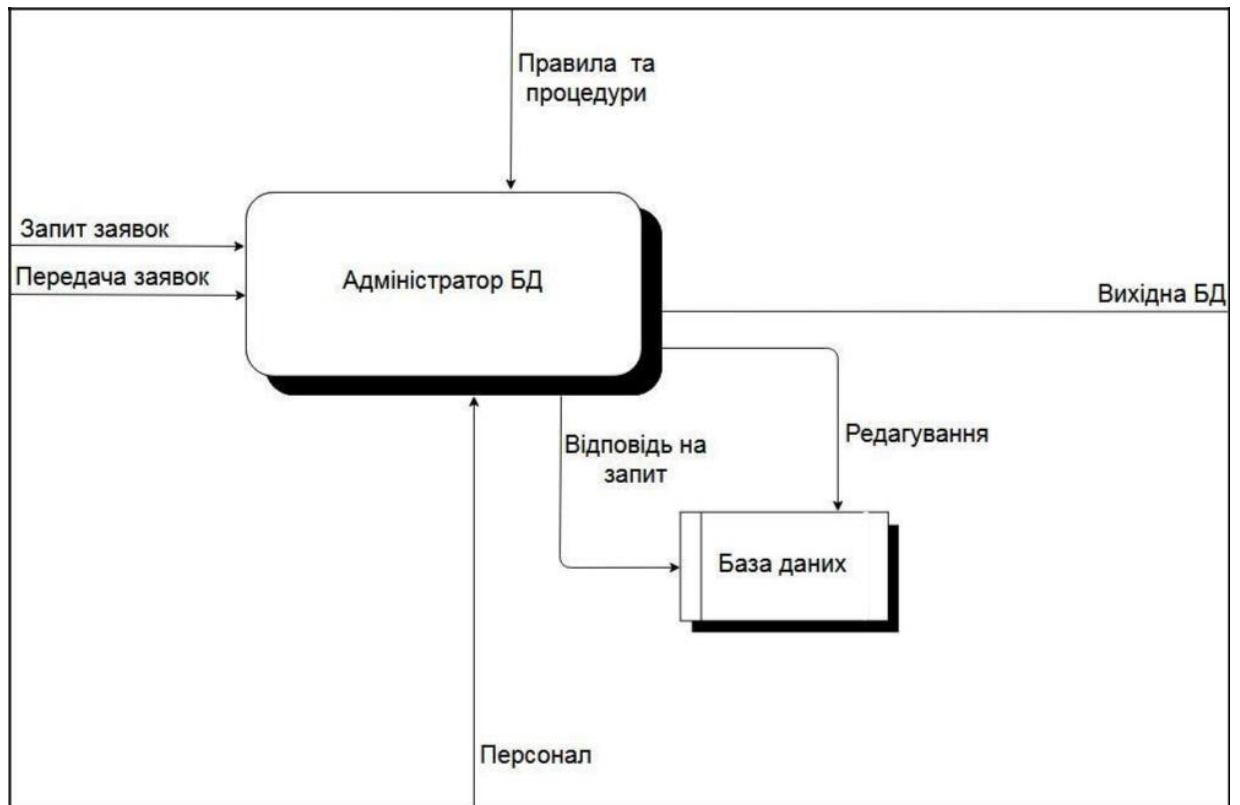 Правила та
процедури
Запит заявок
Передача заявок
Адміністратор БД
Вихідна БД
Відповідь на
запит
Редагування
База даних
Персонал